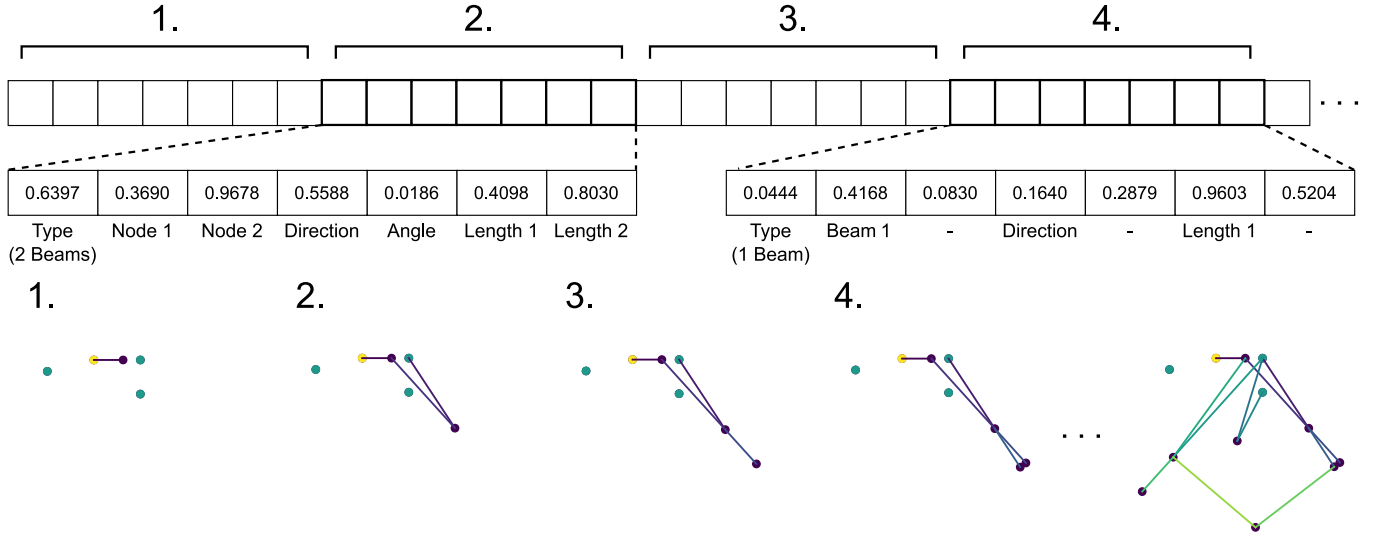 1. 2. 3. 4.
. . .
0.6397 0.3690 0.9678 0.5588 0.0186 0.4098 0.8030 0.0444 0.4168 0.0830 0.1640 0.2879 0.9603 0.5204
Type Node 1 Node 2 Direction Angle Length 1 Length 2 Type Beam 1 - Direction - Length 1 -
(2 Beams) (1 Beam)
1. 2. 3. 4.
. . .